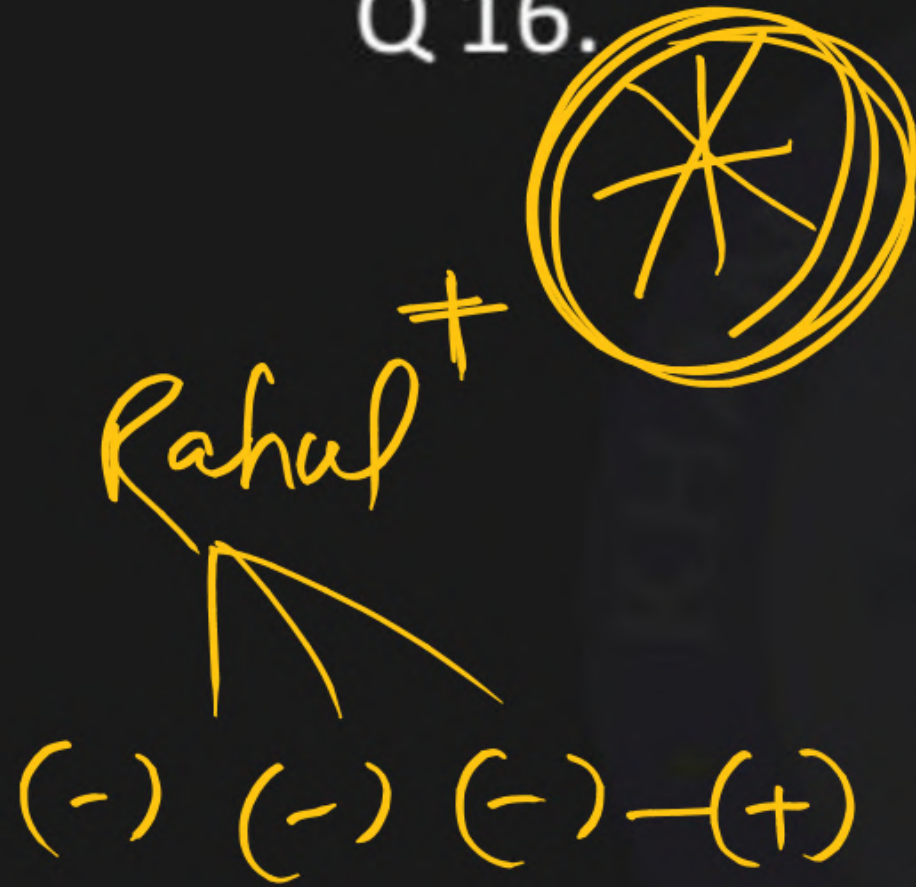 Q 16.
Rahul +
(-) (-) (-)—(+)